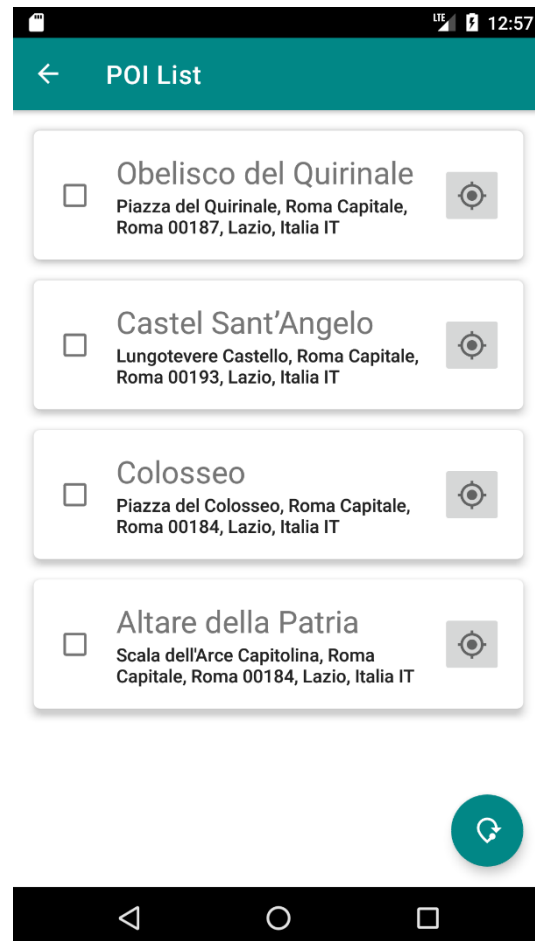 LTE 12:57
POI List
Obelisco del Quirinale
Piazza del Quirinale, Roma Capitale,
Roma 00187, Lazio, Italia IT
Castel Sant’Angelo
Lungotevere Castello, Roma Capitale,
Roma 00193, Lazio, Italia IT
Colosseo
Piazza del Colosseo, Roma Capitale,
Roma 00184, Lazio, Italia IT
Altare della Patria
Scala dell'Arce Capitolina, Roma
Capitale, Roma 00184, Lazio, Italia IT